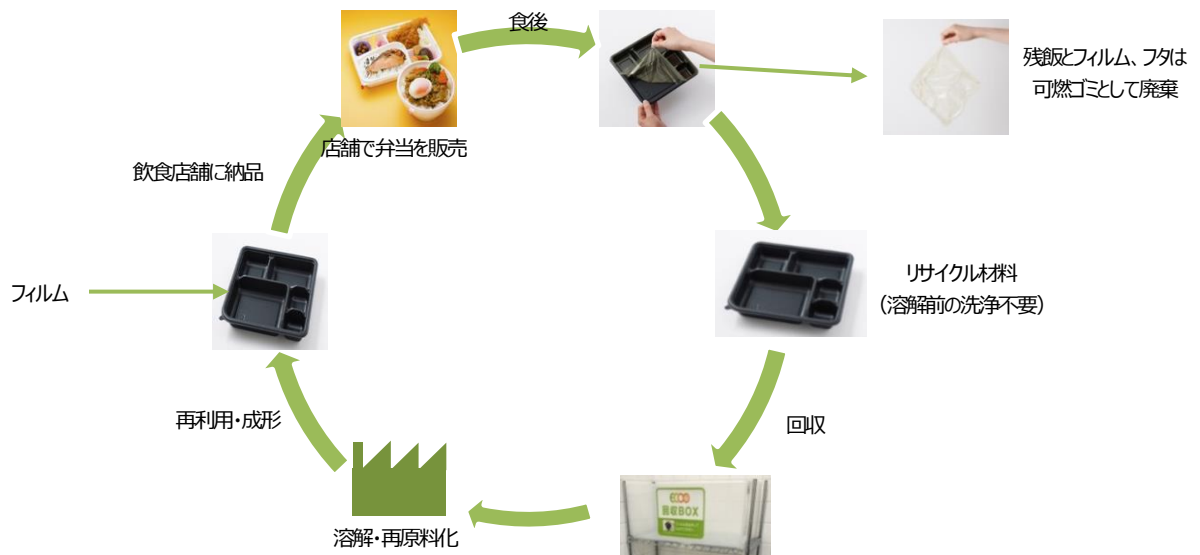 食後
残飯とフィルム、フタは
可燃ゴミとして廃棄
店舗で弁当を販売
飲食店舗に納品
フィルム
リサイクル材料
（溶解前の洗浄不要）
再利用・成形
回収
回収BOX
溶解・再原料化